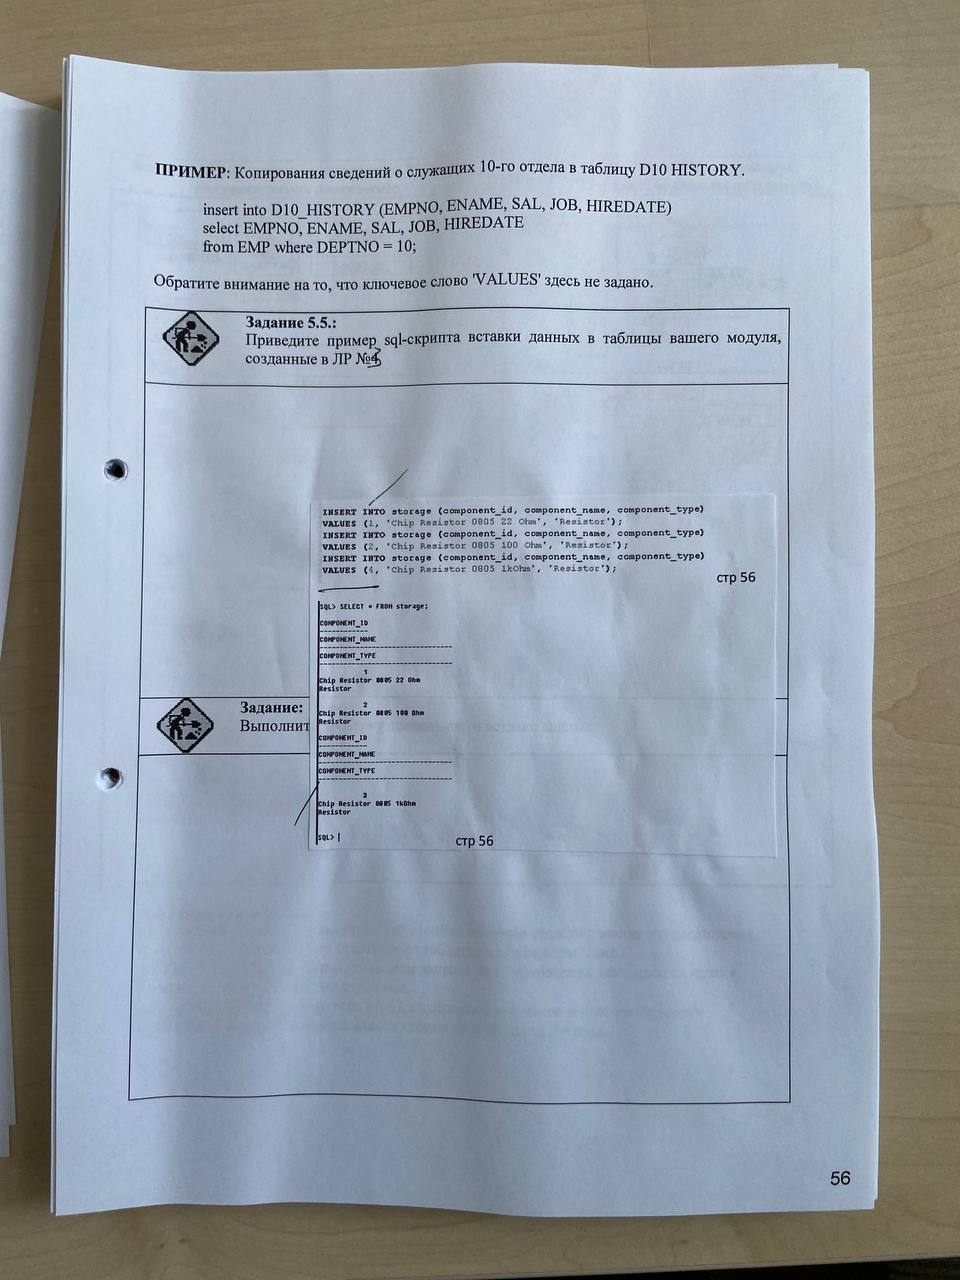 ПРИМЕР: Копирования сведений о служащих 10-го отдела в таблицу D10 HISTORY.
insert into D10_HISTORY (EMPNO, ENAME, SAL, JOB, HIREDATE)
select EMPNO, ENAME, SAL, JOB, HIREDATE
from EMP where DEPTNO = 10;
Обратите внимание на то, что ключевое слово 'VALUES' здесь не задано.
Задание 5.5.:
Приведите пример sql-скрипта вставки данных в таблицы вашего модуля,
созданные в ЛР №3
INSERT INTO storage (component_id, component_name, component_type)
VALUES (1, 'Chip Resistor 0805 22 Ohm', 'Resistor');
INSERT INTO storage (component_id, component_name, component_type)
VALUES (2, 'Chip Resistor 0805 100 Ohm', 'Resistor');
INSERT INTO storage (component_id, component_name, component_type)
VALUES (4, 'Chip Resistor 0805 1kOhm', 'Resistor');
стр 56
SQL> SELECT * FROM storage;
COMPONENT_ID
------------
COMPONENT_NAME
--------------------------------
COMPONENT_TYPE
--------------------------------
1
Chip Resistor 0805 22 Ohm
Resistor
Задание:
Выполнит
2
Chip Resistor 0805 100 Ohm
Resistor
COMPONENT_ID
------------
COMPONENT_NAME
--------------------------------
COMPONENT_TYPE
--------------------------------
3
Chip Resistor 0805 1kOhm
Resistor
SQL>
стр 56
56